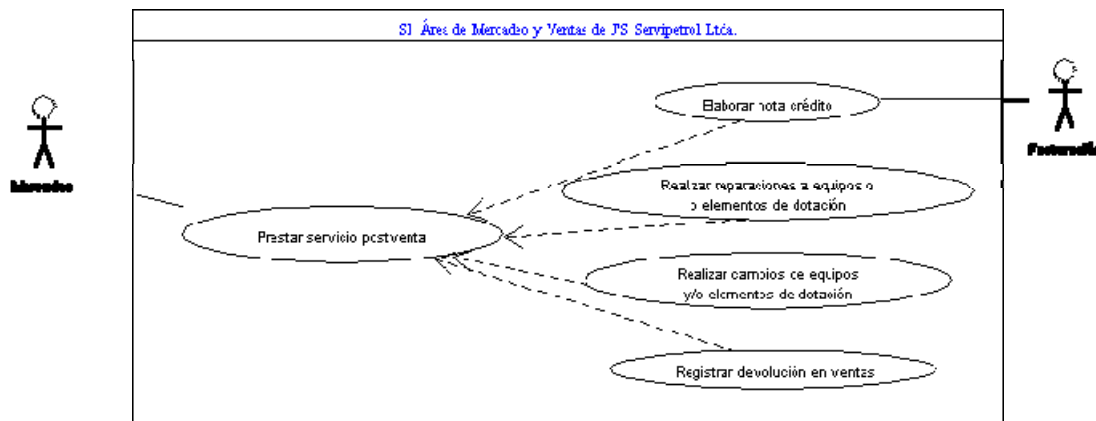 SI Área de Mercadeo y Ventas de JS Servipetrol Ltda.
Elaborar nota crédito
Mercadeo
Realizar reparaciones a equipos o
o elementos de dotación
Prestar servicio postventa
Realizar cambios de equipos
y/o elementos de dotación
Registrar devolución en ventas